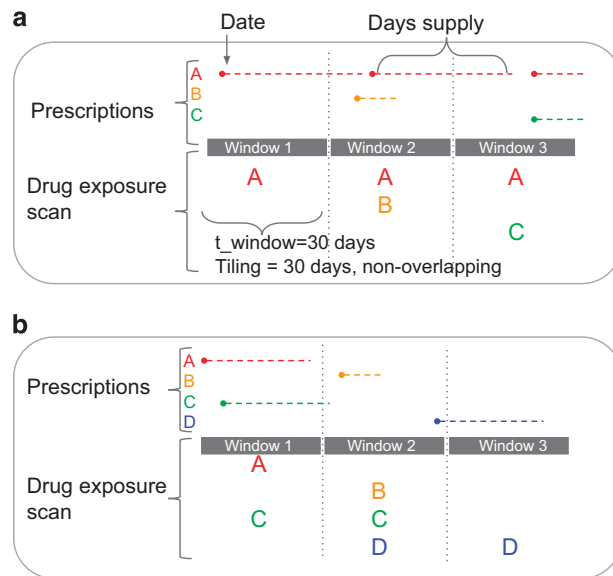 a
Date
Days supply
Prescriptions
A
B
C
Window 1 Window 2 Window 3
Drug exposure
scan
A A A
B
C
t_window=30 days
Tiling = 30 days, non-overlapping
b
Prescriptions
A
B
C
D
Window 1 Window 2 Window 3
Drug exposure
scan
A
B
C C
D D